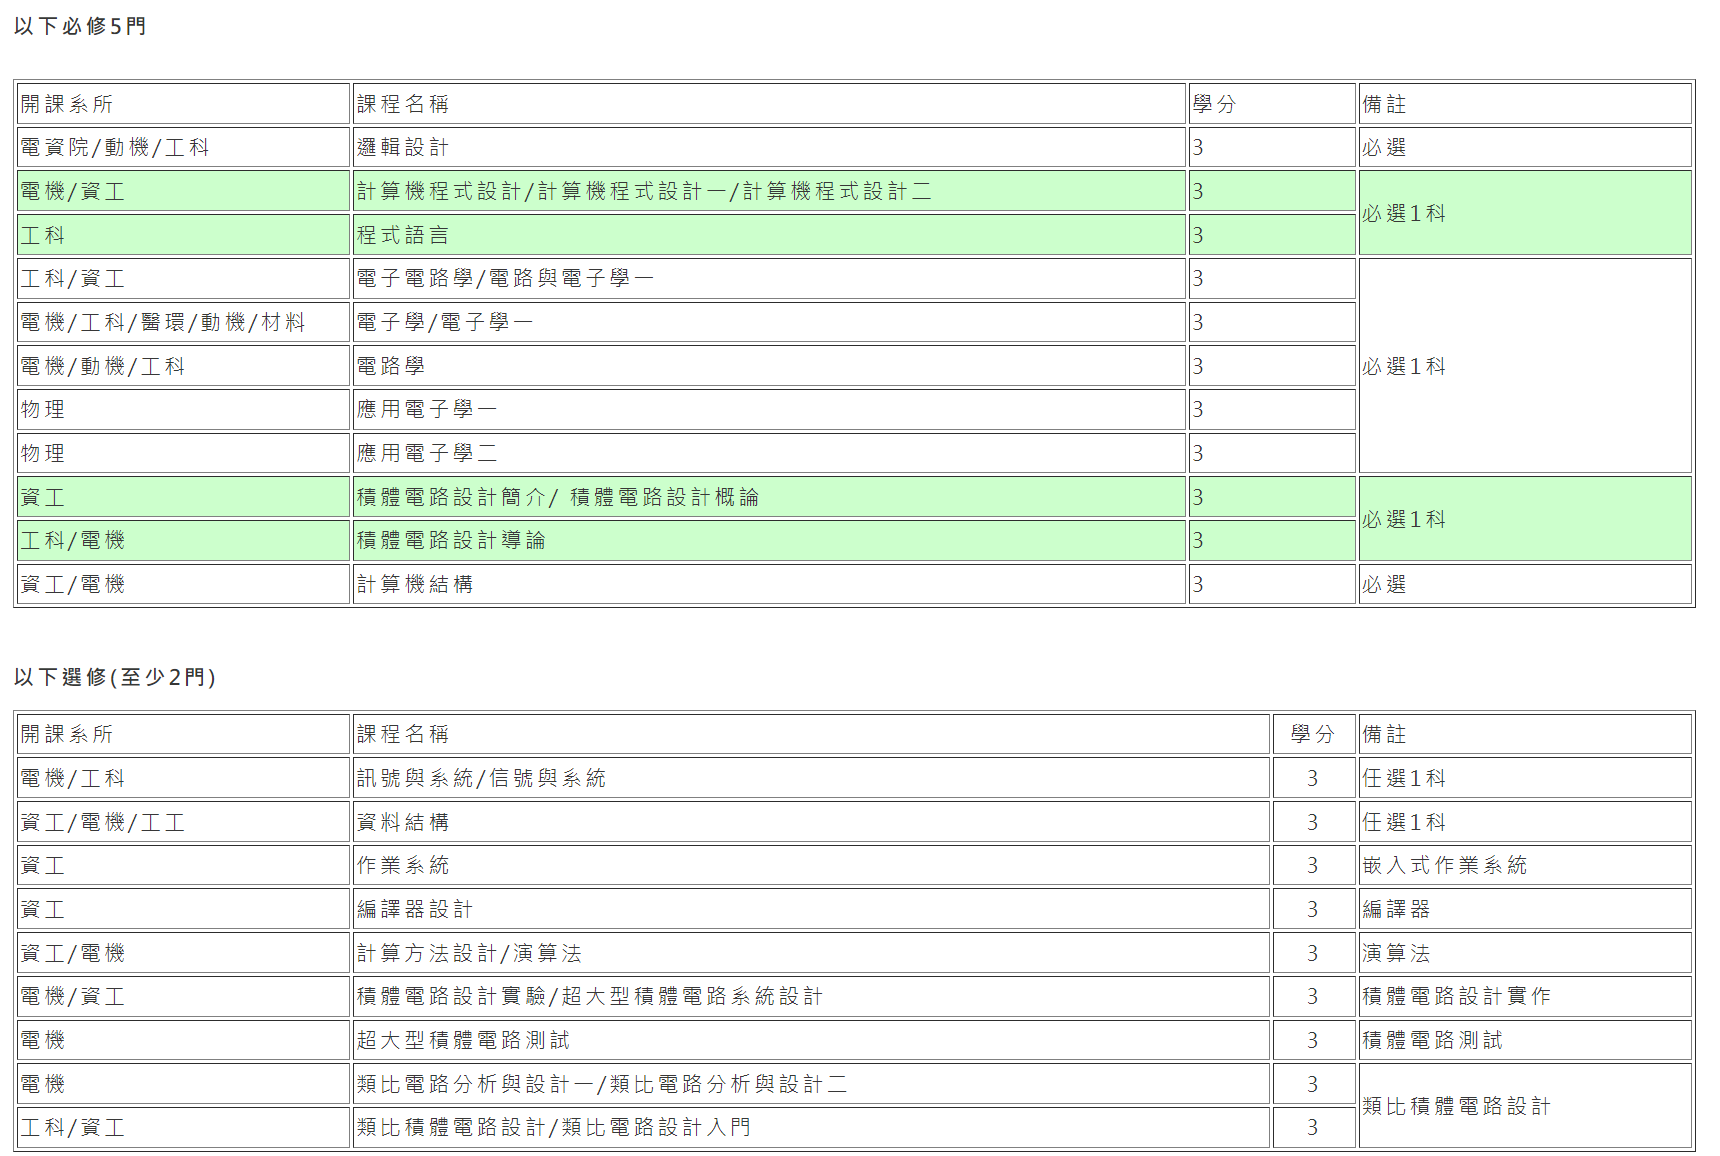 以下必修5門
開課系所 課程名稱 學分 備註
電資院/動機/工科 邏輯設計 3 必選
電機/資工 計算機程式設計/計算機程式設計一/計算機程式設計二 3 必選1科
工科 程式語言 3
工科/資工 電子電路學/電路與電子學一 3 必選1科
電機/工科/醫環/動機/材料 電子學/電子學一 3
電機/動機/工科 電路學 3
物理 應用電子學一 3
物理 應用電子學二 3
資工 積體電路設計簡介/ 積體電路設計概論 3 必選1科
工科/電機 積體電路設計導論 3
資工/電機 計算機結構 3 必選
以下選修(至少2門)
開課系所 課程名稱 學分 備註
電機/工科 訊號與系統/信號與系統 3 任選1科
資工/電機/工工 資料結構 3 任選1科
資工 作業系統 3 嵌入式作業系統
資工 編譯器設計 3 編譯器
資工/電機 計算方法設計/演算法 3 演算法
電機/資工 積體電路設計實驗/超大型積體電路系統設計 3 積體電路設計實作
電機 超大型積體電路測試 3 積體電路測試
電機 類比電路分析與設計一/類比電路分析與設計二 3 類比積體電路設計
工科/資工 類比積體電路設計/類比電路設計入門 3